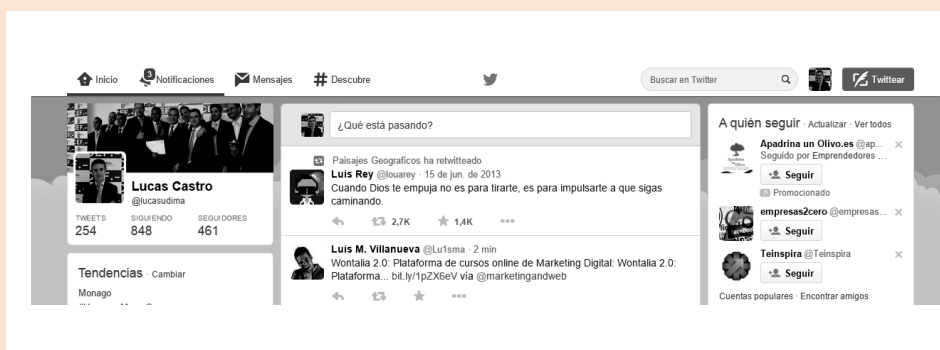 Inicio 3 Notificaciones Mensajes Descubre Buscar en Twitter Twittear
Lucas Castro
@lucasudima
TWEETS SIGUIENDO SEGUIDORES
254 848 461
Tendencias · Cambiar
Monago
¿Qué está pasando?
Paisajes Geograficos ha retwitteado
Luis Rey @louarey · 15 de jun. de 2013
Cuando Dios te empuja no es para tirarte, es para impulsarte a que sigas
caminando.
2,7K 1,4K
Luis M. Villanueva @Lu1sma · 2 min
Wontalia 2.0: Plataforma de cursos online de Marketing Digital: Wontalia 2.0:
Plataforma... bit.ly/1pZX6eV vía @marketingandweb
A quién seguir · Actualizar · Ver todos
Apadrina un Olivo.es @ap...
Seguido por Emprendedores ...
Seguir
Promocionado
empresas2cero @empresas...
Seguir
Teinspira @Teinspira
Seguir
Cuentas populares · Encontrar amigos